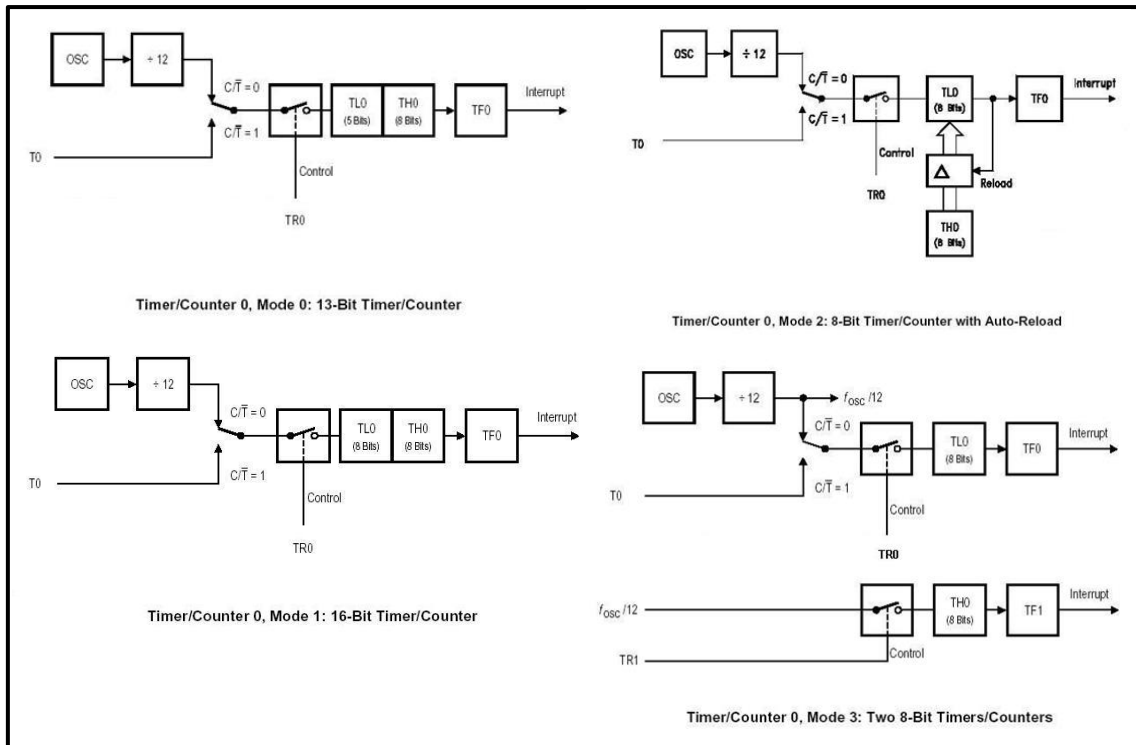 OSC
÷ 12
C/T̅ = 0
C/T̅ = 1
T0
TL0
(5 Bits)
TH0
(8 Bits)
TF0
Interrupt
Control
TR0
Timer/Counter 0, Mode 0: 13-Bit Timer/Counter
OSC
÷ 12
C/T̅ = 0
C/T̅ = 1
T0
TL0
(8 Bits)
TF0
Interrupt
Control
TR0
Reload
TH0
(8 Bits)
Timer/Counter 0, Mode 2: 8-Bit Timer/Counter with Auto-Reload
OSC
÷ 12
C/T̅ = 0
C/T̅ = 1
T0
TL0
(8 Bits)
TH0
(8 Bits)
TF0
Interrupt
Control
TR0
Timer/Counter 0, Mode 1: 16-Bit Timer/Counter
OSC
÷ 12
fOSC /12
C/T̅ = 0
C/T̅ = 1
T0
TL0
(8 Bits)
TF0
Interrupt
Control
TR0
fOSC /12
TH0
(8 Bits)
TF1
Interrupt
TR1
Control
Timer/Counter 0, Mode 3: Two 8-Bit Timers/Counters